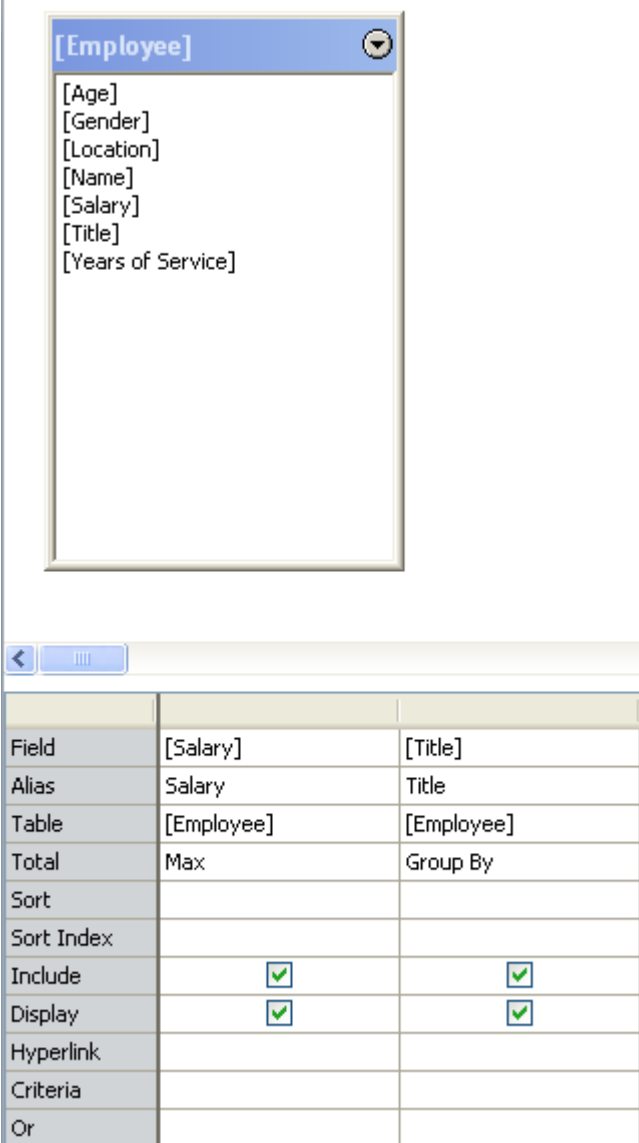 [Employee]
[Age]
[Gender]
[Location]
[Name]
[Salary]
[Title]
[Years of Service]
Field [Salary] [Title]
Alias Salary Title
Table [Employee] [Employee]
Total Max Group By
Sort
Sort Index
Include
Display
Hyperlink
Criteria
Or